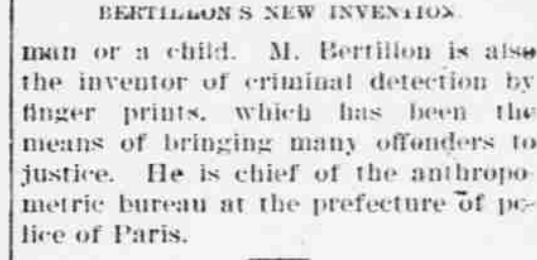 BERTILLON'S NEW INVENTION.
man or a child. M. Bertillon is also
the inventor of criminal detection by
finger prints, which has been the
means of bringing many offenders to
justice. He is chief of the anthropo-
metric bureau at the prefecture of po-
lice of Paris.